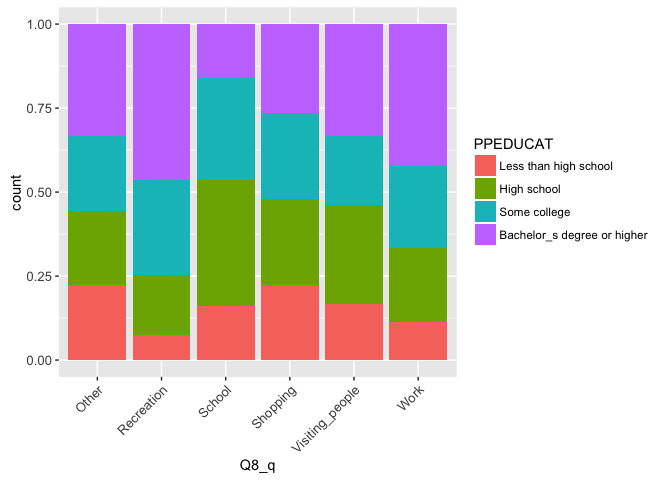 1.00
0.75
0.50
0.25
0.00
count
Other
Recreation
School
Shopping
Visiting_people
Work
Q8_q
PPEDUCAT
Less than high school
High school
Some college
Bachelor_s degree or higher